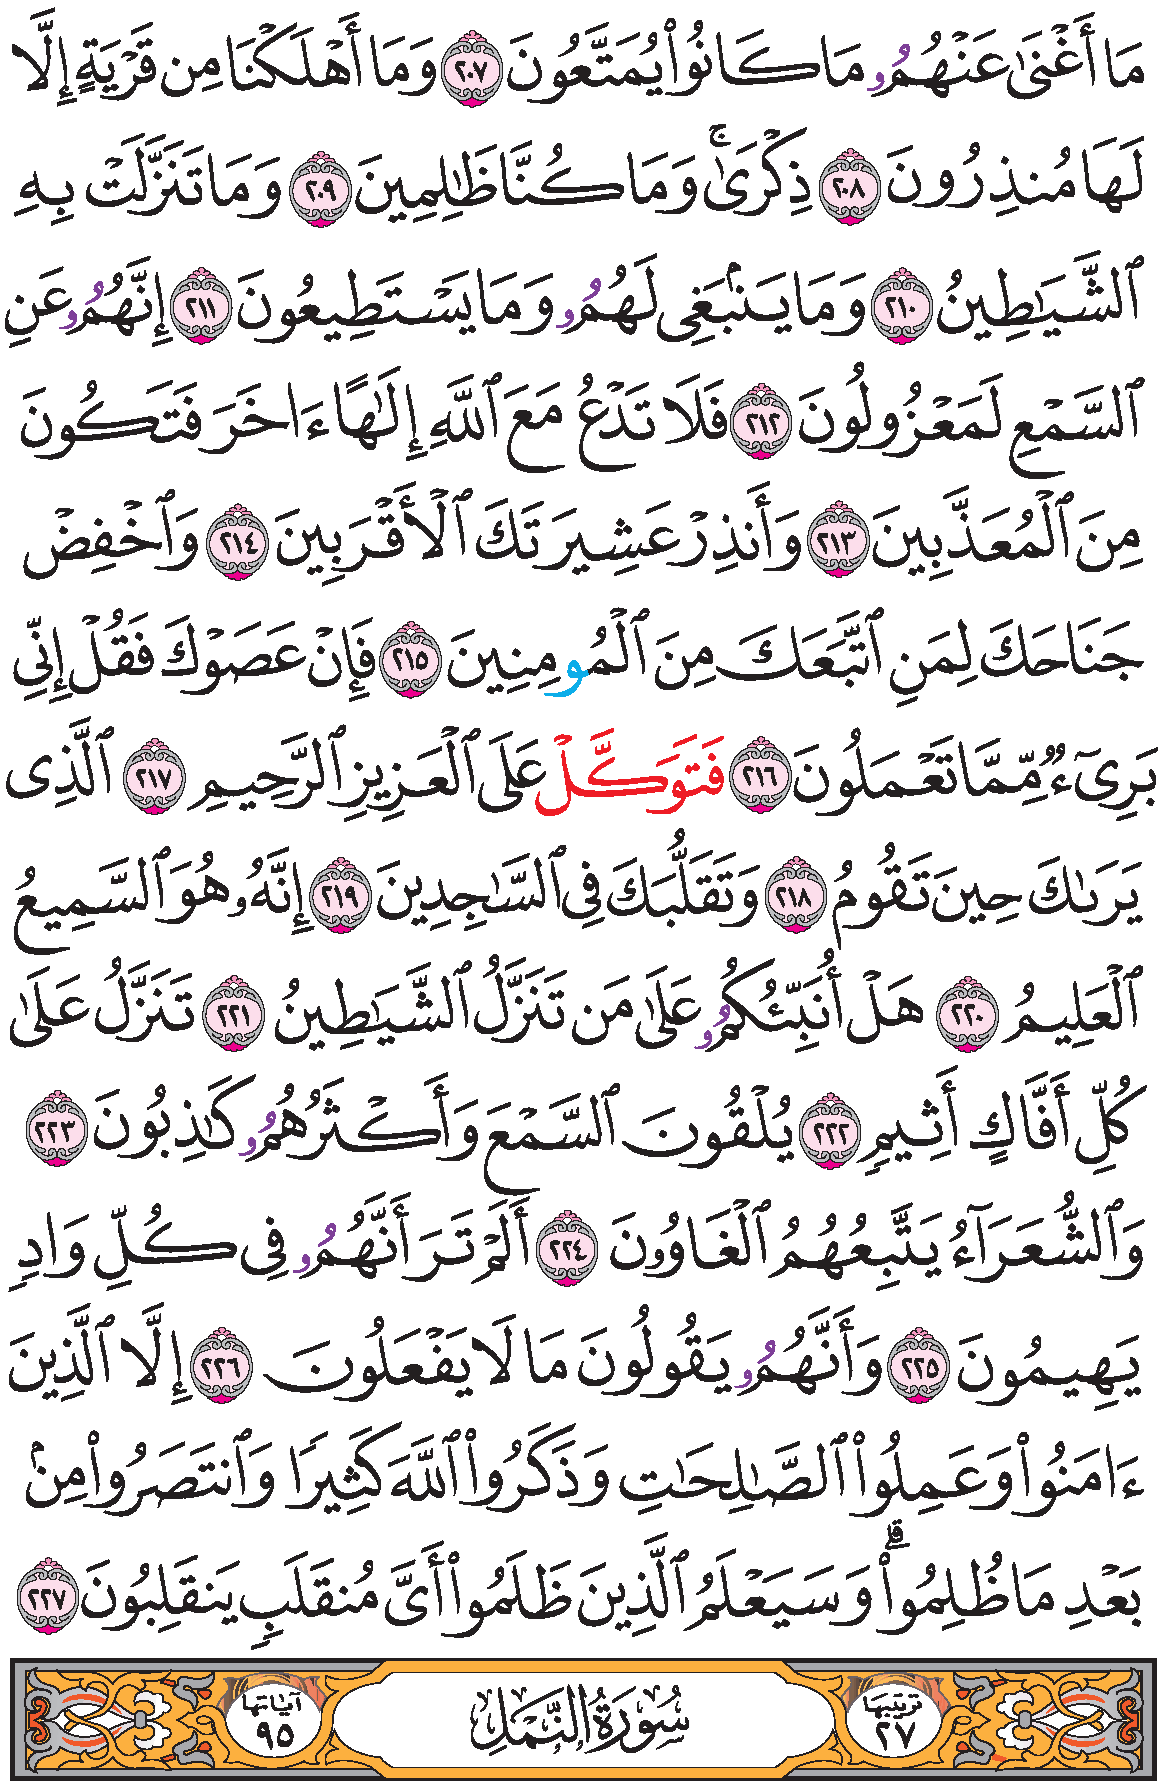 مَا أَغۡنَىٰ عَنۡهُمُۥ مَا كَانُواْ يُمَتَّعُونَ ٢٠٧ وَمَا أَهۡلَكۡنَا مِن قَرۡيَةٍ إِلَّا
لَهَا مُنذِرُونَ ٢٠٨ ذِكۡرَىٰۚ وَمَا كُنَّا ظَٰلِمِينَ ٢٠٩ وَمَا تَنَزَّلَتۡ بِهِ
ٱلشَّيَٰطِينُ ٢١٠ وَمَا يَنۢبَغِي لَهُمُۥ وَمَا يَسۡتَطِيعُونَ ٢١١ إِنَّهُمُۥ عَنِ
ٱلسَّمۡعِ لَمَعۡزُولُونَ ٢١٢ فَلَا تَدۡعُ مَعَ ٱللَّهِ إِلَٰهًا ءَاخَرَ فَتَكُونَ
مِنَ ٱلۡمُعَذَّبِينَ ٢١٣ وَأَنذِرۡ عَشِيرَتَكَ ٱلۡأَقۡرَبِينَ ٢١٤ وَٱخۡفِضۡ
جَنَاحَكَ لِمَنِ ٱتَّبَعَكَ مِنَ ٱلۡمُومِنِينَ ٢١٥ فَإِنۡ عَصَوۡكَ فَقُلۡ إِنِّي
بَرِيٓءٞ مِّمَّا تَعۡمَلُونَ ٢١٦ فَتَوَكَّلۡ عَلَى ٱلۡعَزِيزِ ٱلرَّحِيمِ ٢١٧ ٱلَّذِي
يَرَىٰكَ حِينَ تَقُومُ ٢١٨ وَتَقَلُّبَكَ فِي ٱلسَّٰجِدِينَ ٢١٩ إِنَّهُۥ هُوَ ٱلسَّمِيعُ
ٱلۡعَلِيمُ ٢٢٠ هَلۡ أُنَبِّئُكُمُۥ عَلَىٰ مَن تَنَزَّلُ ٱلشَّيَٰطِينُ ٢٢١ تَنَزَّلُ عَلَىٰ
كُلِّ أَفَّاكٍ أَثِيمٖ ٢٢٢ يُلۡقُونَ ٱلسَّمۡعَ وَأَكۡثَرُهُمُۥ كَٰذِبُونَ ٢٢٣
وَٱلشُّعَرَآءُ يَتَّبِعُهُمُ ٱلۡغَاوُۥنَ ٢٢٤ أَلَمۡ تَرَ أَنَّهُمُۥ فِي كُلِّ وَادٖ
يَهِيمُونَ ٢٢٥ وَأَنَّهُمُۥ يَقُولُونَ مَا لَا يَفۡعَلُونَ ٢٢٦ إِلَّا ٱلَّذِينَ
ءَامَنُواْ وَعَمِلُواْ ٱلصَّٰلِحَٰتِ وَذَكَرُواْ ٱللَّهَ كَثِيرٗا وَٱنتَصَرُواْ مِنۢ
بَعۡدِ مَا ظُلِمُواْۗ وَسَيَعۡلَمُ ٱلَّذِينَ ظَلَمُواْ أَيَّ مُنقَلَبٖ يَنقَلِبُونَ ٢٢٧
ترتيبها ٢٧ سُورَةُ النَّمۡلِ آياتها ٩٥